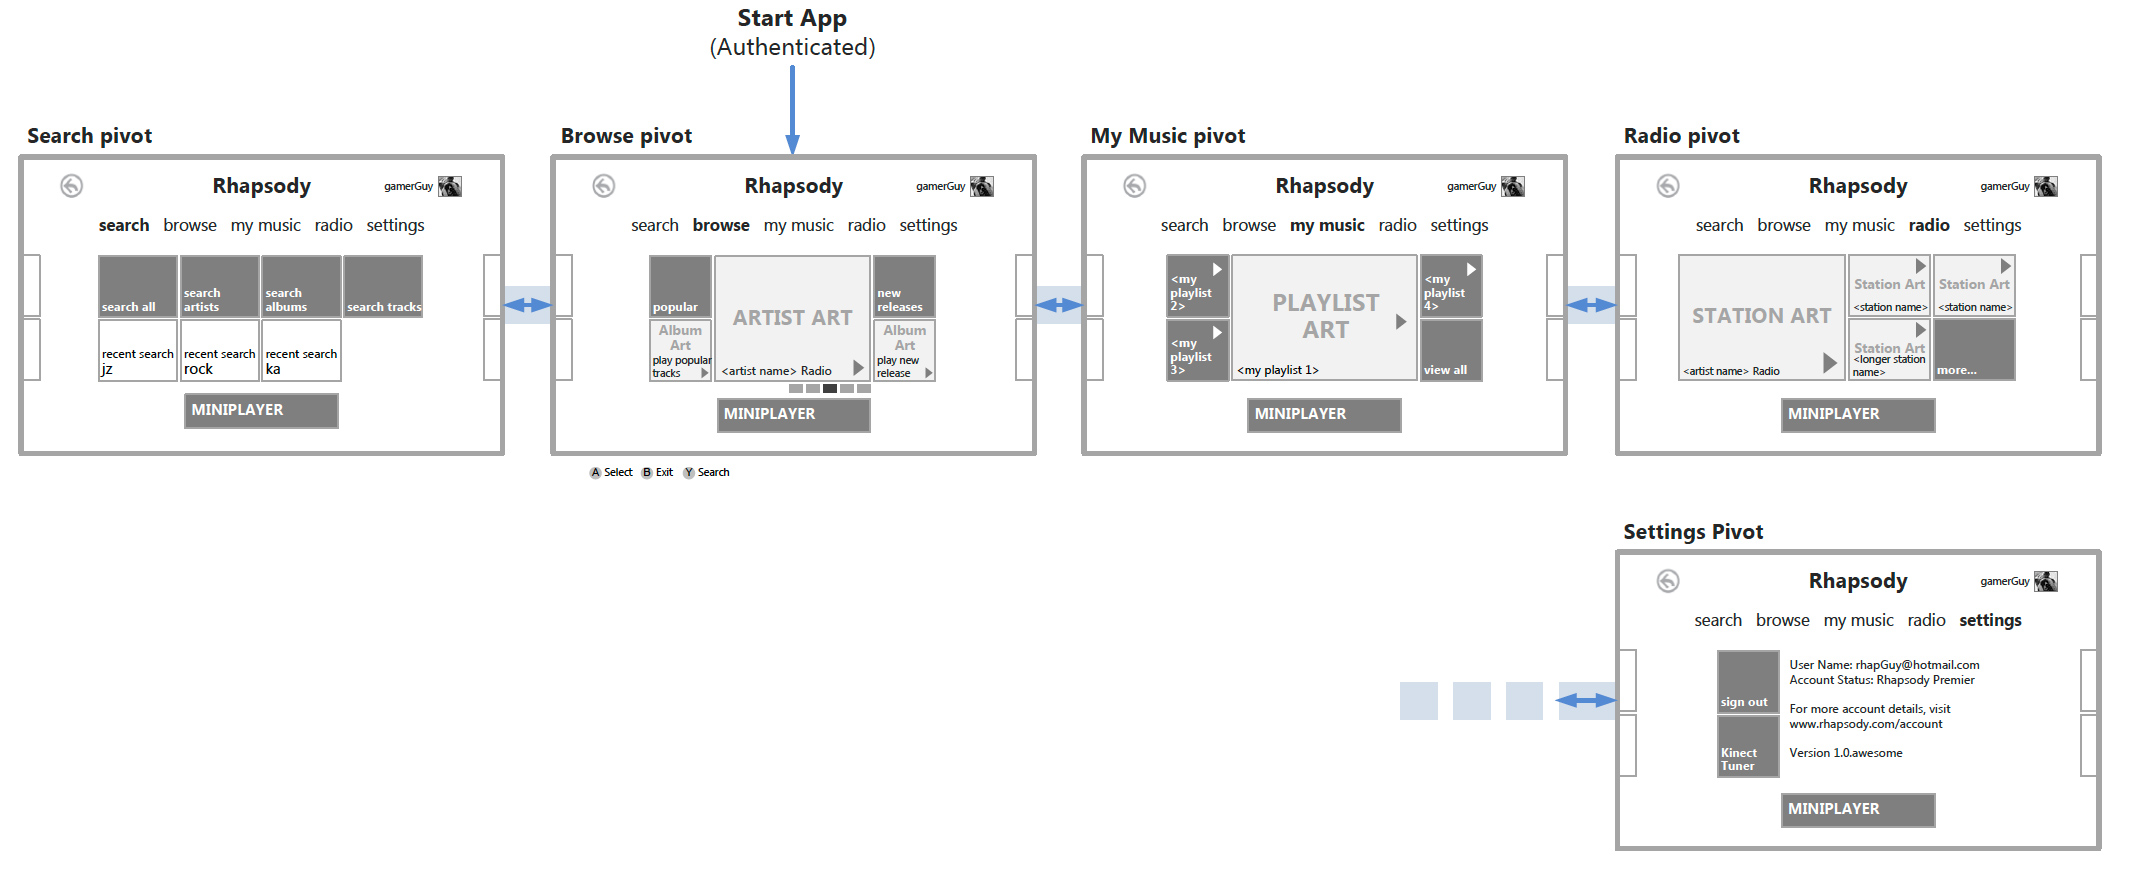 Start App
(Authenticated)
Search pivot
Rhapsody
gamerGuy
search browse my music radio settings
search all
search
artists
search
albums
search tracks
recent search
jz
recent search
rock
recent search
ka
MINIPLAYER
Browse pivot
Rhapsody
gamerGuy
search browse my music radio settings
popular
Album
Art
play popular
tracks
ARTIST ART
<artist name> Radio
new
releases
Album
Art
play new
release
MINIPLAYER
A Select B Exit Y Search
My Music pivot
Rhapsody
gamerGuy
search browse my music radio settings
<my
playlist
2>
<my
playlist
3>
PLAYLIST
ART
<my playlist 1>
<my
playlist
4>
view all
MINIPLAYER
Radio pivot
Rhapsody
gamerGuy
search browse my music radio settings
STATION ART
<artist name> Radio
Station Art
<station name>
Station Art
<station name>
Station Art
<longer station
name>
more...
MINIPLAYER
Settings Pivot
Rhapsody
gamerGuy
search browse my music radio settings
sign out
Kinect
Tuner
User Name: rhapGuy@hotmail.com
Account Status: Rhapsody Premier
For more account details, visit
www.rhapsody.com/account
Version 1.0.awesome
MINIPLAYER